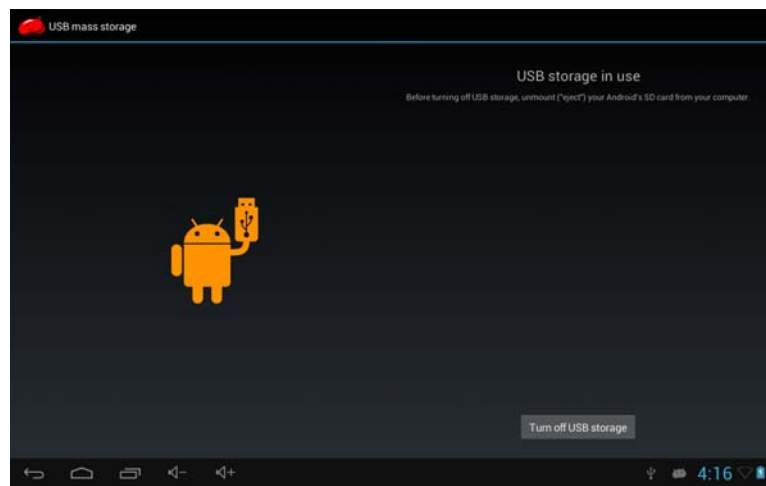 USB mass storage
USB storage in use
Before turning off USB storage, unmount ("eject") your Android's SD card from your computer.
Turn off USB storage
4:16